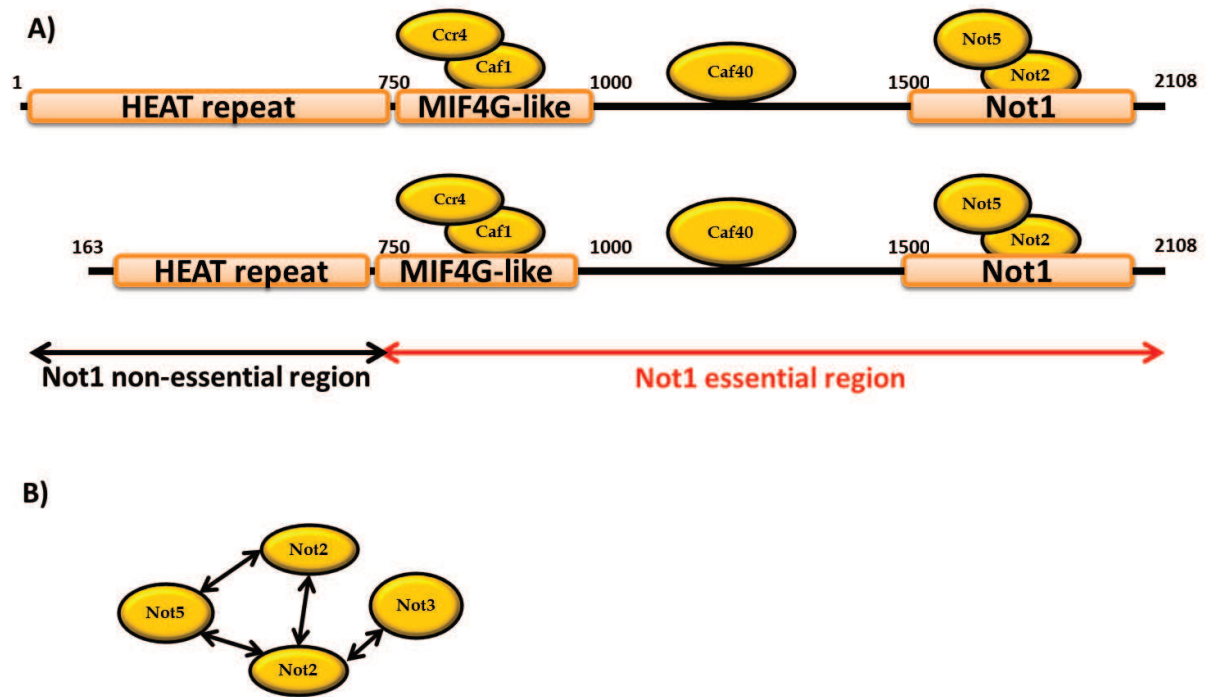 A)
Ccr4
Caf1
Caf40
Not5
Not2
1
750
1000
1500
2108
HEAT repeat
MIF4G-like
Not1
Ccr4
Caf1
Caf40
Not5
Not2
163
750
1000
1500
2108
HEAT repeat
MIF4G-like
Not1
Not1 non-essential region
Not1 essential region
B)
Not2
Not5
Not3
Not2